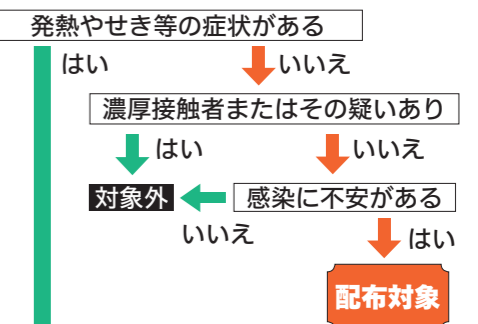 発熱やせき等の症状がある
はい
いいえ
濃厚接触者またはその疑いあり
はい
いいえ
対象外
感染に不安がある
いいえ
はい
配布対象